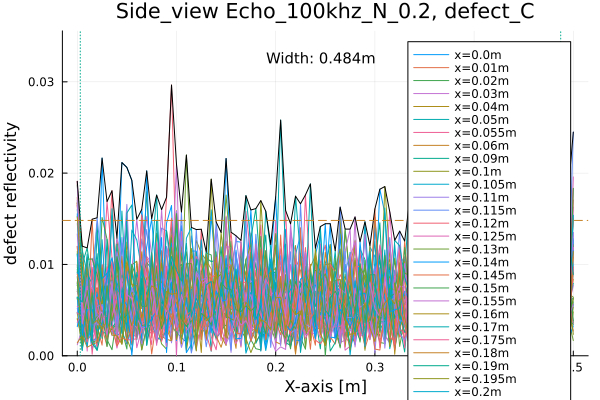 Side_view Echo_100khz_N_0.2, defect_C
Width: 0.484m
defect reflectivity
0.03
0.02
0.01
0.00
0.0
0.1
0.2
0.3
.5
X-axis [m]
x=0.0m
x=0.01m
x=0.02m
x=0.03m
x=0.04m
x=0.05m
x=0.055m
x=0.06m
x=0.09m
x=0.1m
x=0.105m
x=0.11m
x=0.115m
x=0.12m
x=0.125m
x=0.13m
x=0.14m
x=0.145m
x=0.15m
x=0.155m
x=0.16m
x=0.17m
x=0.175m
x=0.18m
x=0.19m
x=0.195m
x=0.2m